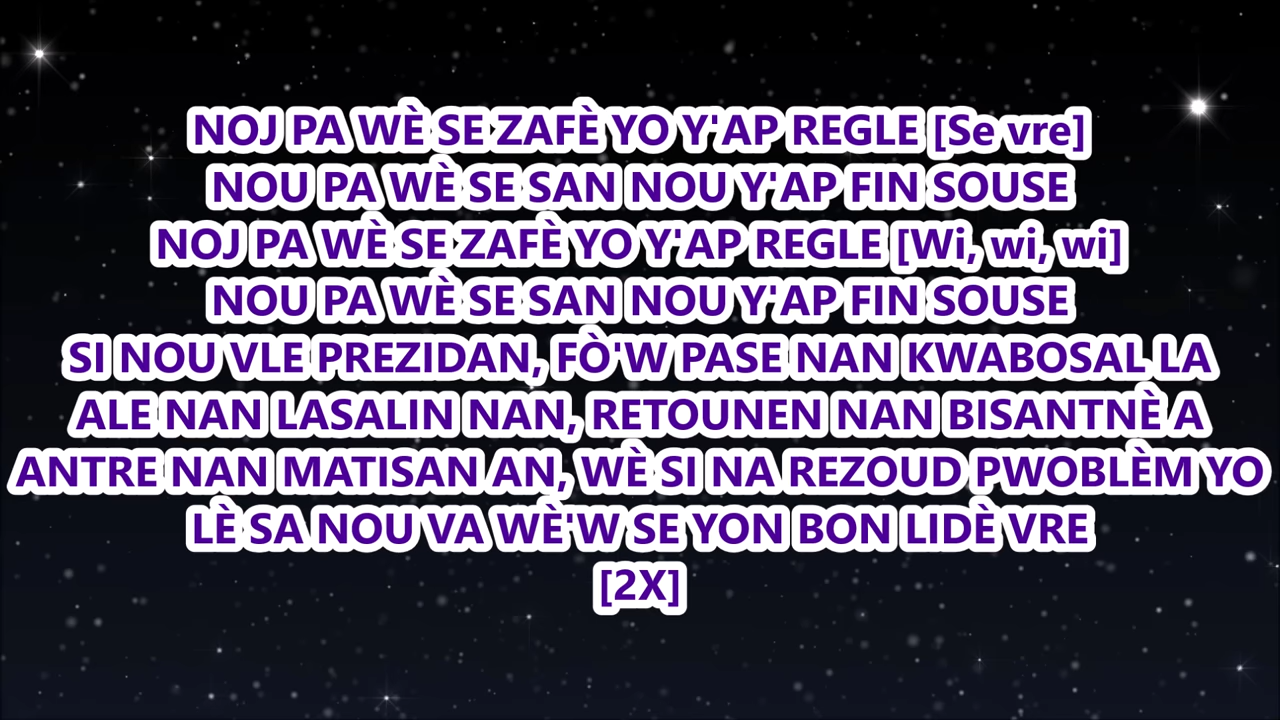 NOJ PA WÈ SE ZAFÈ YO Y'AP REGLE [Se vre]
NOU PA WÈ SE SAN NOU Y'AP FIN SOUSE
NOJ PA WÈ SE ZAFÈ YO Y'AP REGLE [Wi, wi, wi]
NOU PA WÈ SE SAN NOU Y'AP FIN SOUSE
SI NOU VLE PREZIDAN, FÒ'W PASE NAN KWABOSAL LA
ALE NAN LASALIN NAN, RETOUNEN NAN BISANTNÈ A
ANTRE NAN MATISAN AN, WÈ SI NA REZOUD PWOBLÈM YO
LÈ SA NOU VA WÈ'W SE YON BON LIDÈ VRE
[2X]